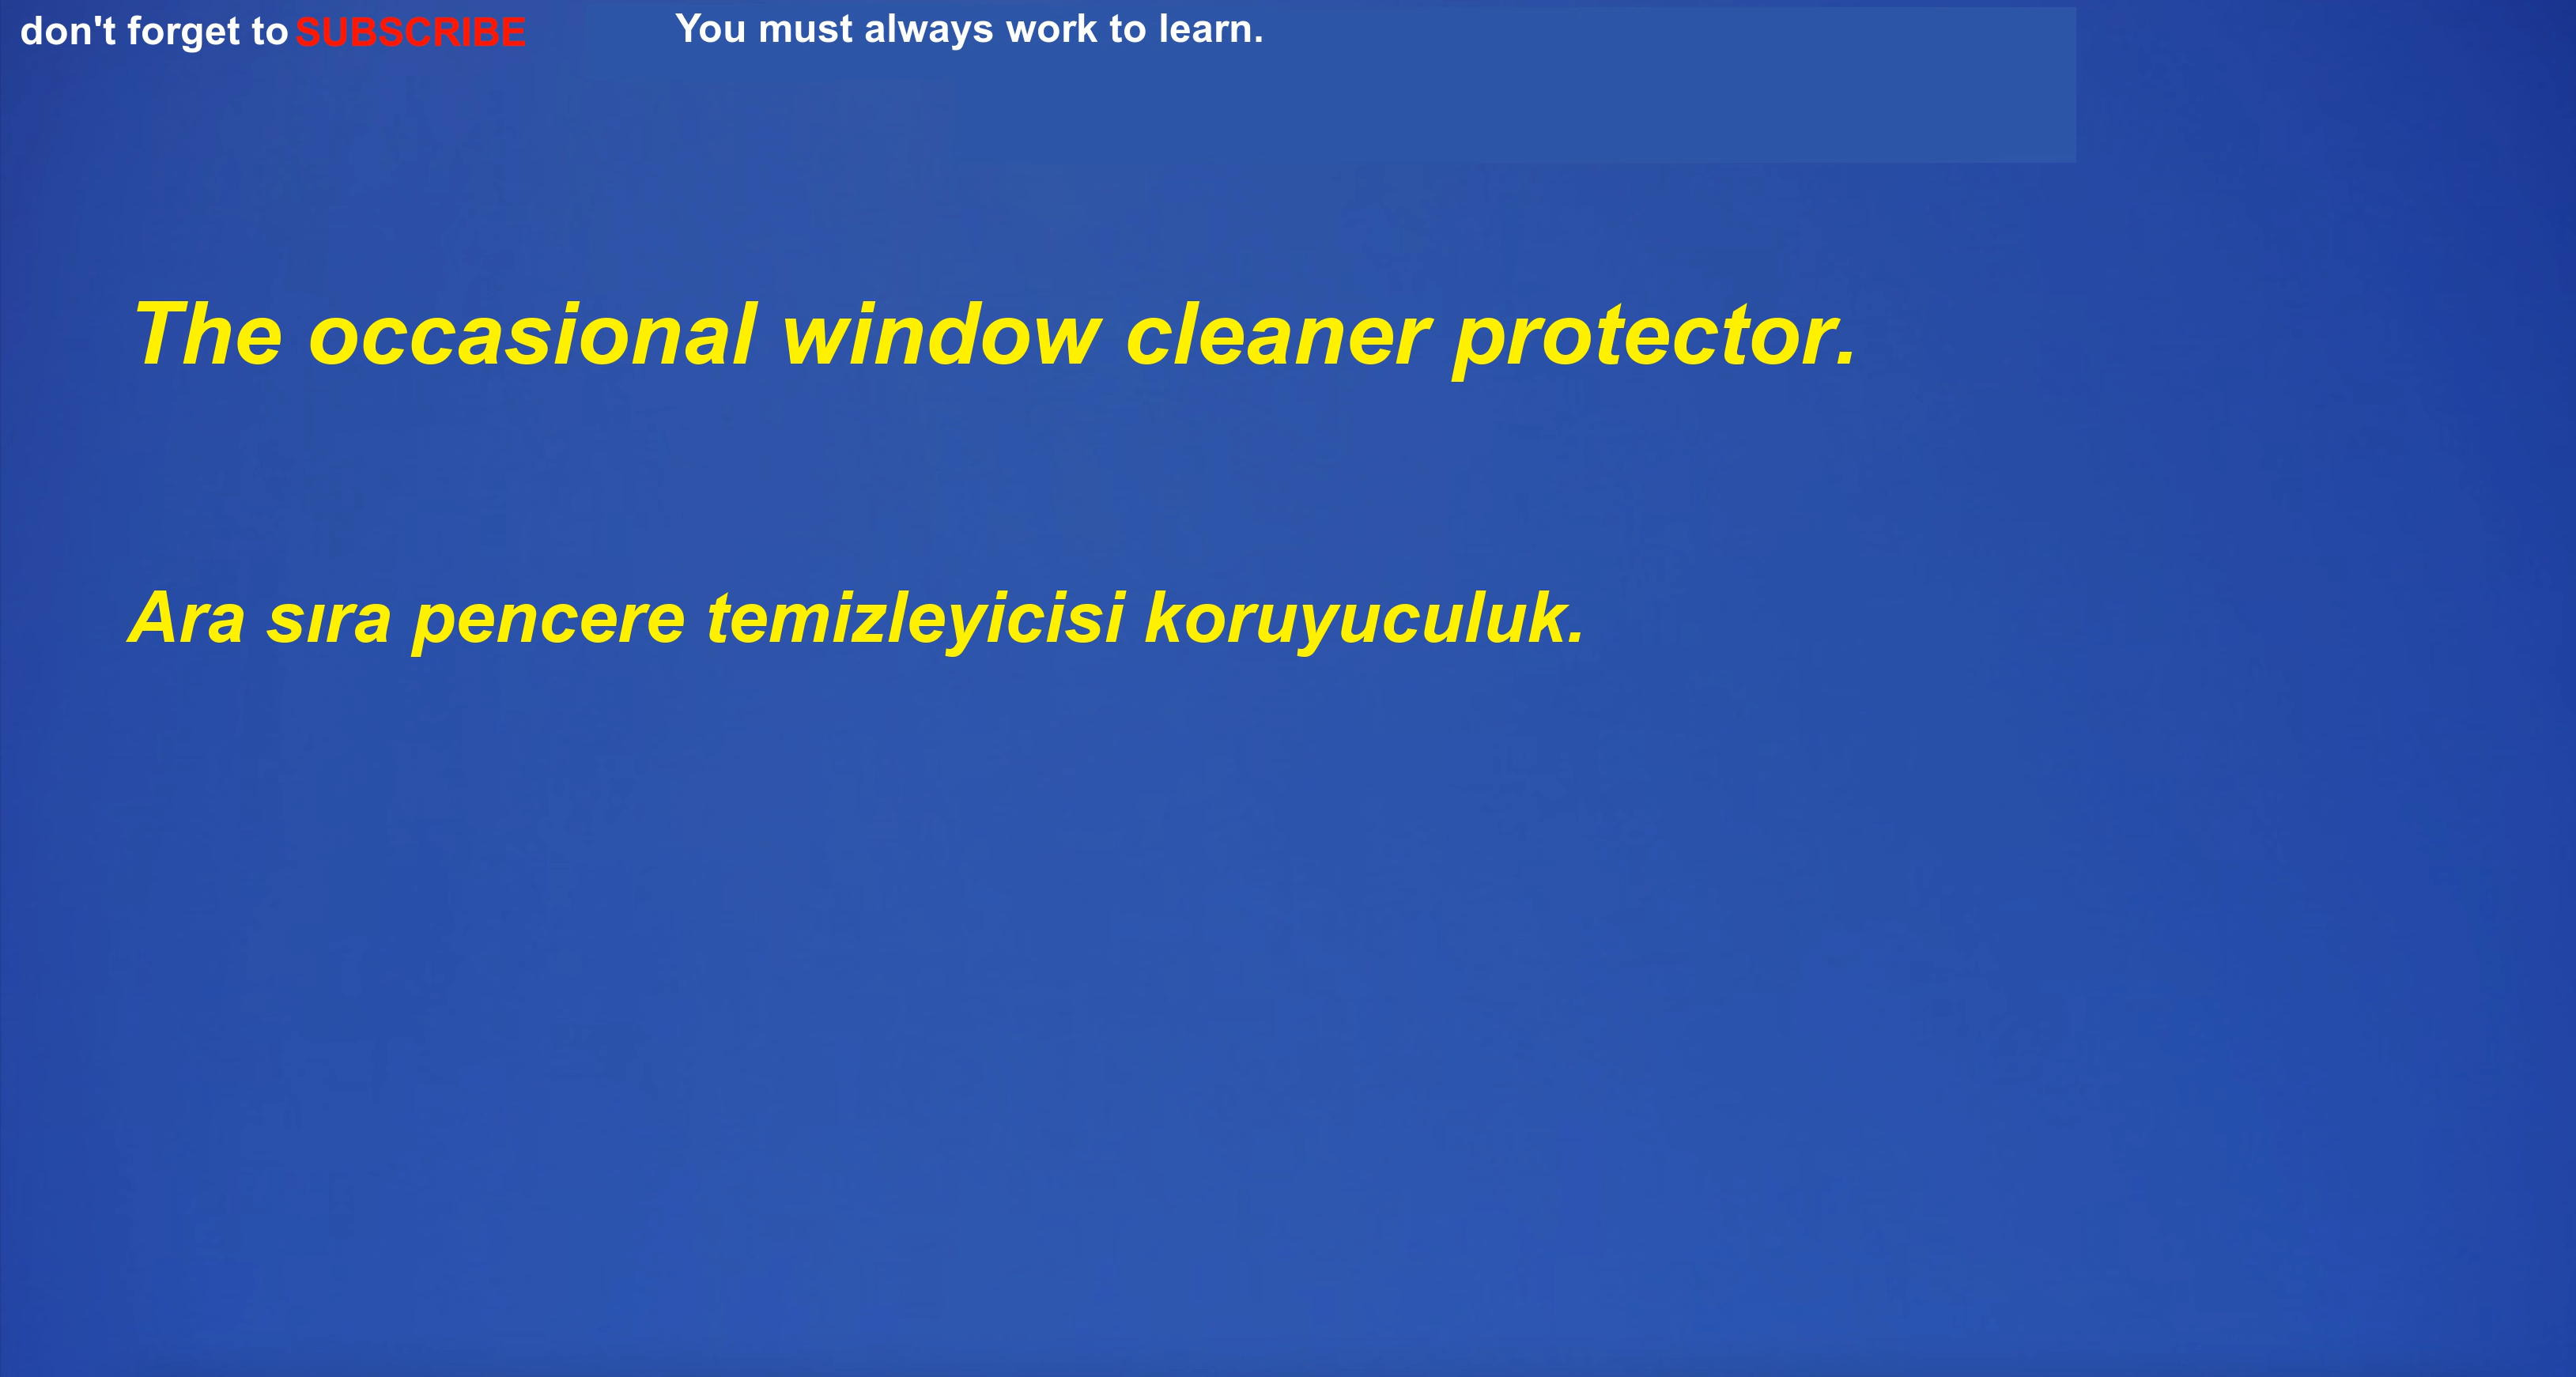 don't forget to SUBSCRIBE You must always work to learn.
The occasional window cleaner protector.
Ara sıra pencere temizleyicisi koruyuculuk.